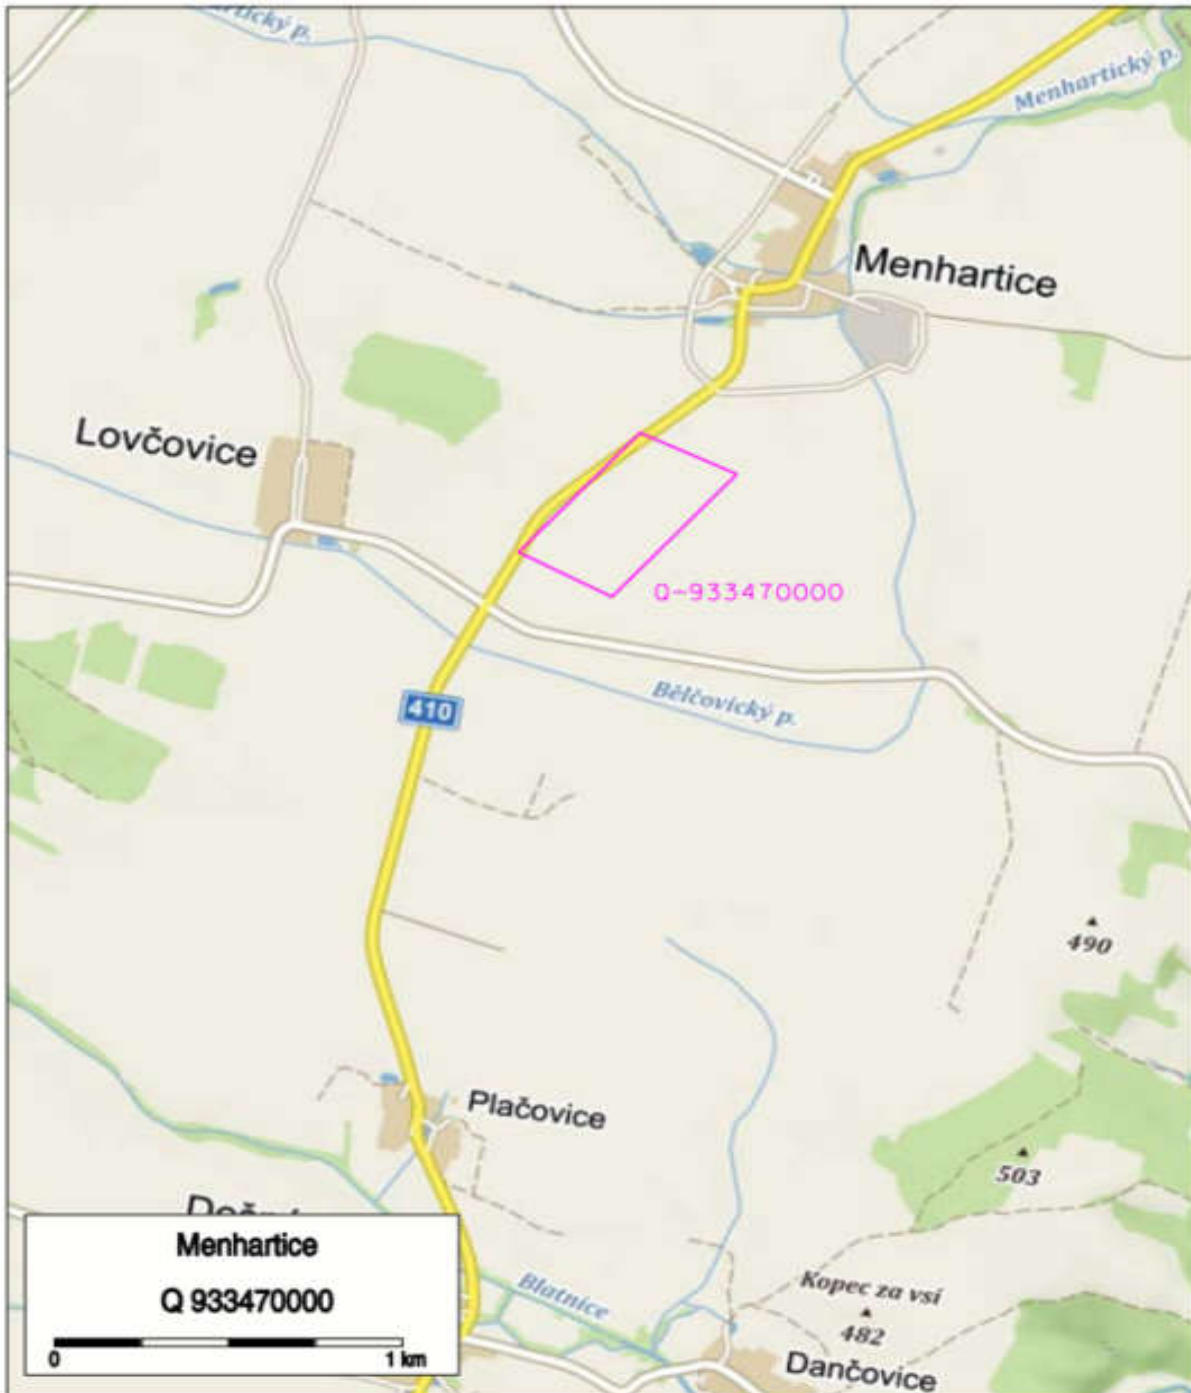 Menhartický p.
Menhartice
Lovčovice
Q-933470000
Bělčovický p.
410
490
Plačovice
503
Menhartice
Q 933470000
0 1 km
Blatnice
Kopec za vsí
482
Dančovice